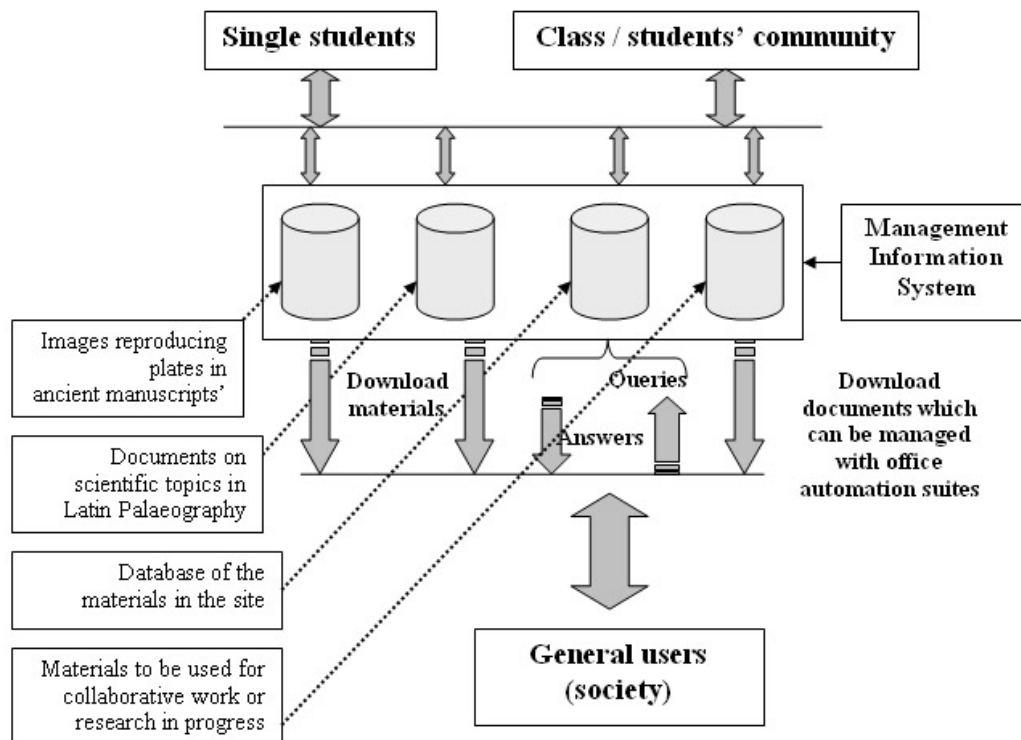 Single students
Class / students' community
Management
Information
System
Images reproducing
plates in
ancient manuscripts'
Download
materials
Queries
Answers
Download
documents which
can be managed
with office
automation suites
Documents on
scientific topics in
Latin Palaeography
Database of the
materials in the site
Materials to be used for
collaborative work or
research in progress
General users
(society)